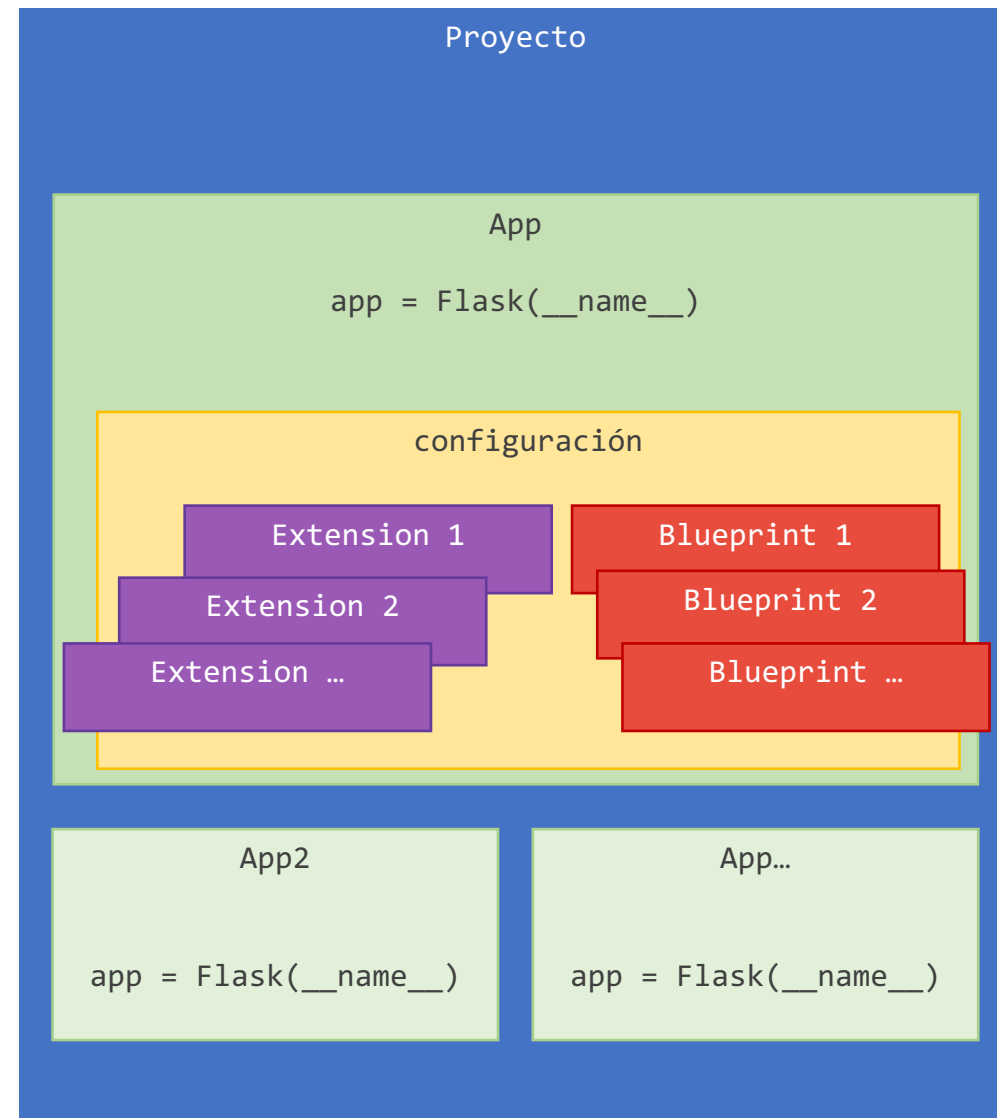 Proyecto
App
app = Flask(__name__)
configuración
Extension 1
Blueprint 1
Extension 2
Blueprint 2
Extension …
Blueprint …
App2
App…
app = Flask(__name__)
app = Flask(__name__)